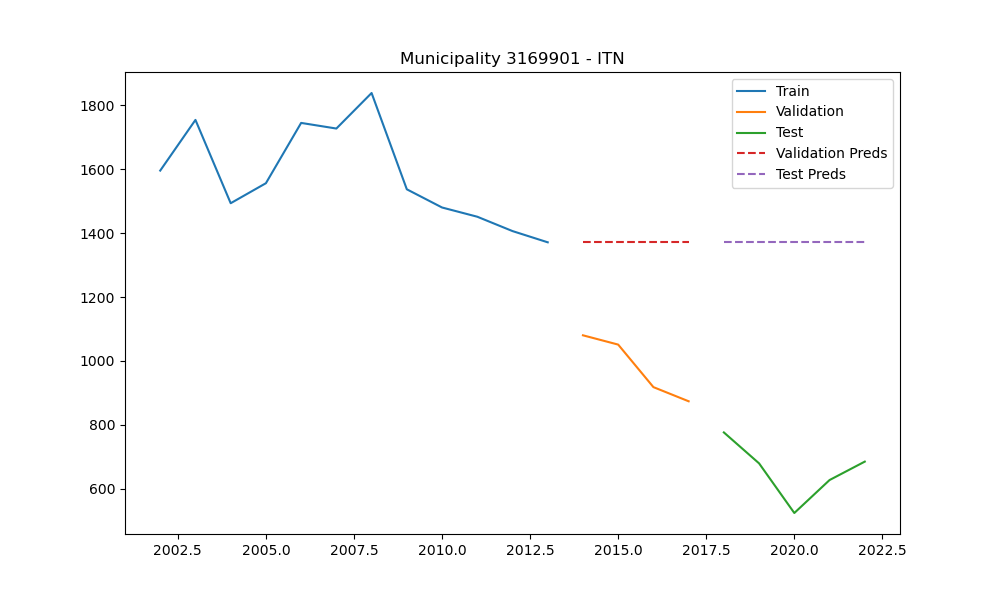 Municipality 3169901 - ITN
Train
Validation
Test
Validation Preds
Test Preds
1800
1600
1400
1200
1000
800
600
2002.5 2005.0 2007.5 2010.0 2012.5 2015.0 2017.5 2020.0 2022.5